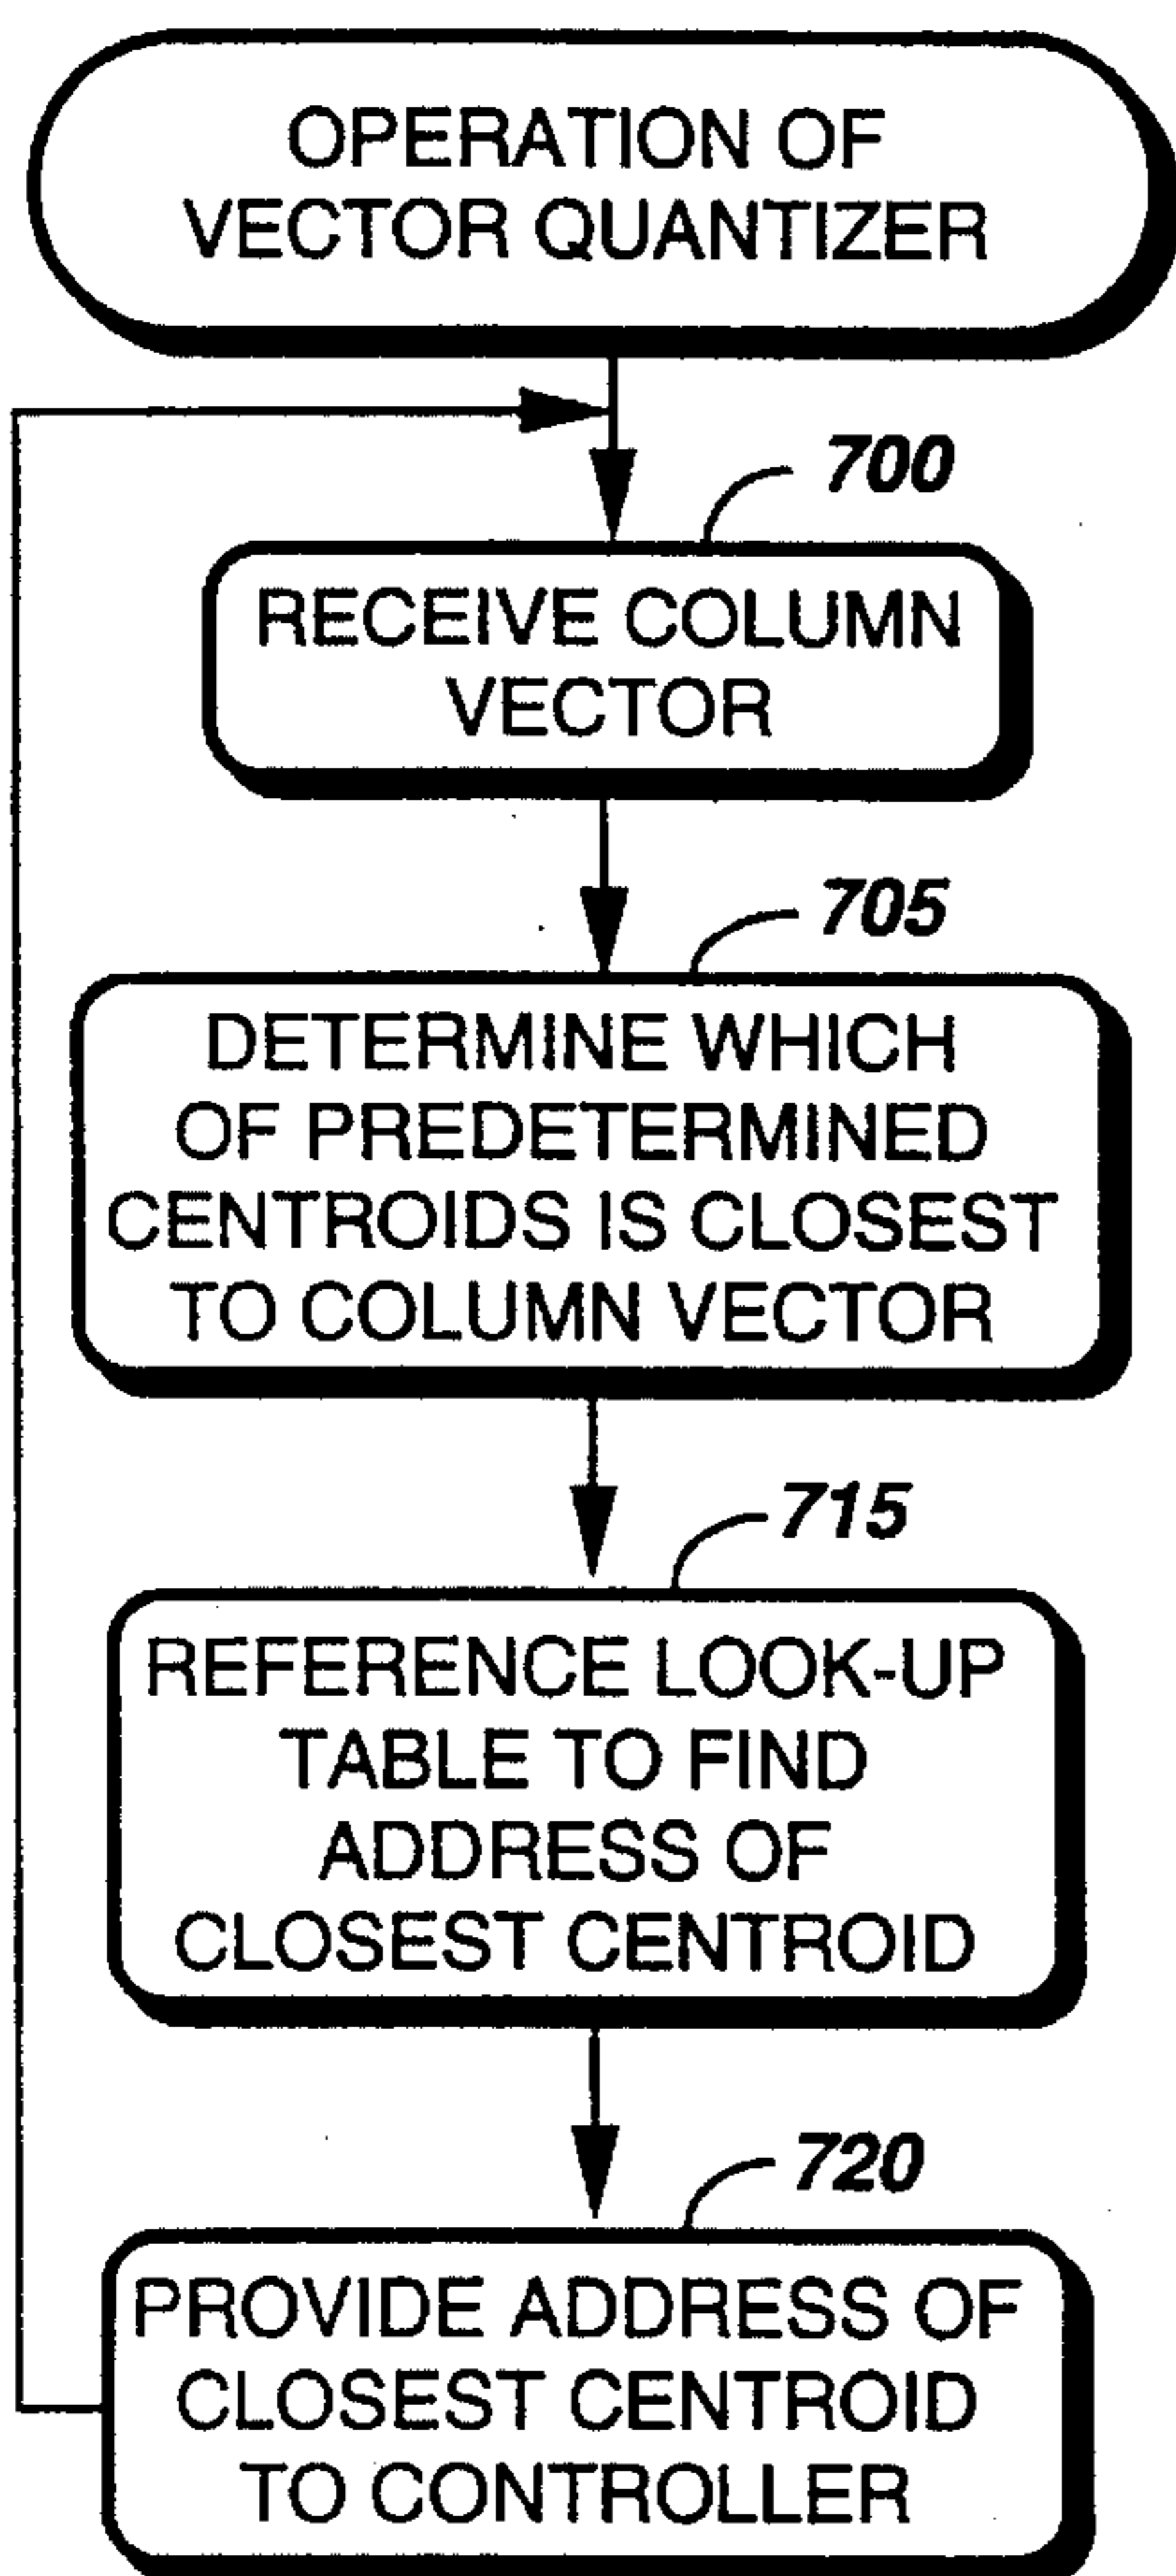 OPERATION OF
VECTOR QUANTIZER
700
RECEIVE COLUMN
VECTOR
705
DETERMINE WHICH
OF PREDETERMINED
CENTROIDS IS CLOSEST
TO COLUMN VECTOR
715
REFERENCE LOOK-UP
TABLE TO FIND
ADDRESS OF
CLOSEST CENTROID
720
PROVIDE ADDRESS OF
CLOSEST CENTROID
TO CONTROLLER